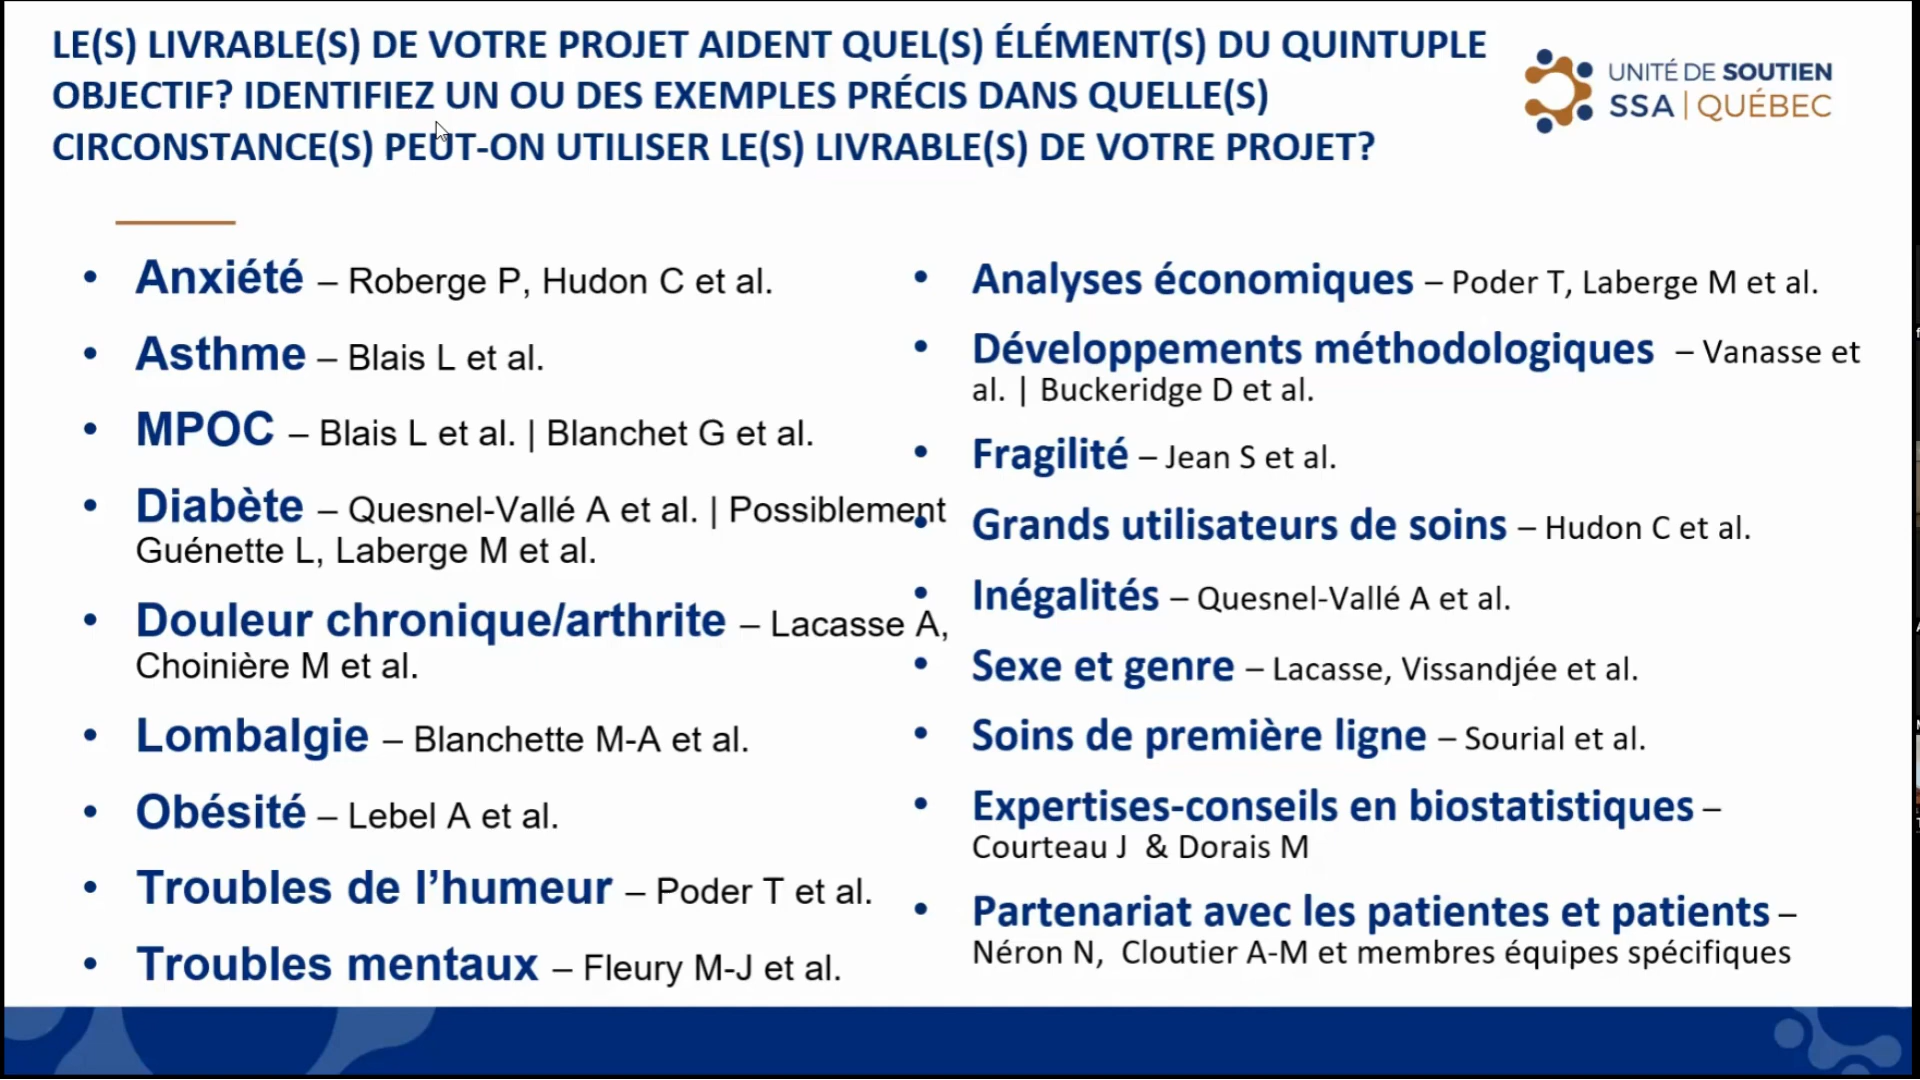 LE(S) LIVRABLE(S) DE VOTRE PROJET AIDENT QUEL(S) ÉLÉMENT(S) DU QUINTUPLE
OBJECTIF? IDENTIFIEZ UN OU DES EXEMPLES PRÉCIS DANS QUELLE(S)
CIRCONSTANCE(S) PEUT-ON UTILISER LE(S) LIVRABLE(S) DE VOTRE PROJET?
UNITÉ DE SOUTIEN
SSA | QUÉBEC
• Anxiété – Roberge P, Hudon C et al.
• Asthme – Blais L et al.
• MPOC – Blais L et al. | Blanchet G et al.
• Diabète – Quesnel-Vallé A et al. | Possiblement
Guénette L, Laberge M et al.
• Douleur chronique/arthrite – Lacasse A,
Choinière M et al.
• Lombalgie – Blanchette M-A et al.
• Obésité – Lebel A et al.
• Troubles de l’humeur – Poder T et al.
• Troubles mentaux – Fleury M-J et al.
• Analyses économiques – Poder T, Laberge M et al.
• Développements méthodologiques – Vanasse et
al. | Buckeridge D et al.
• Fragilité – Jean S et al.
• Grands utilisateurs de soins – Hudon C et al.
• Inégalités – Quesnel-Vallé A et al.
• Sexe et genre – Lacasse, Vissandjée et al.
• Soins de première ligne – Sourial et al.
• Expertises-conseils en biostatistiques –
Courteau J & Dorais M
• Partenariat avec les patientes et patients –
Néron N, Cloutier A-M et membres équipes spécifiques